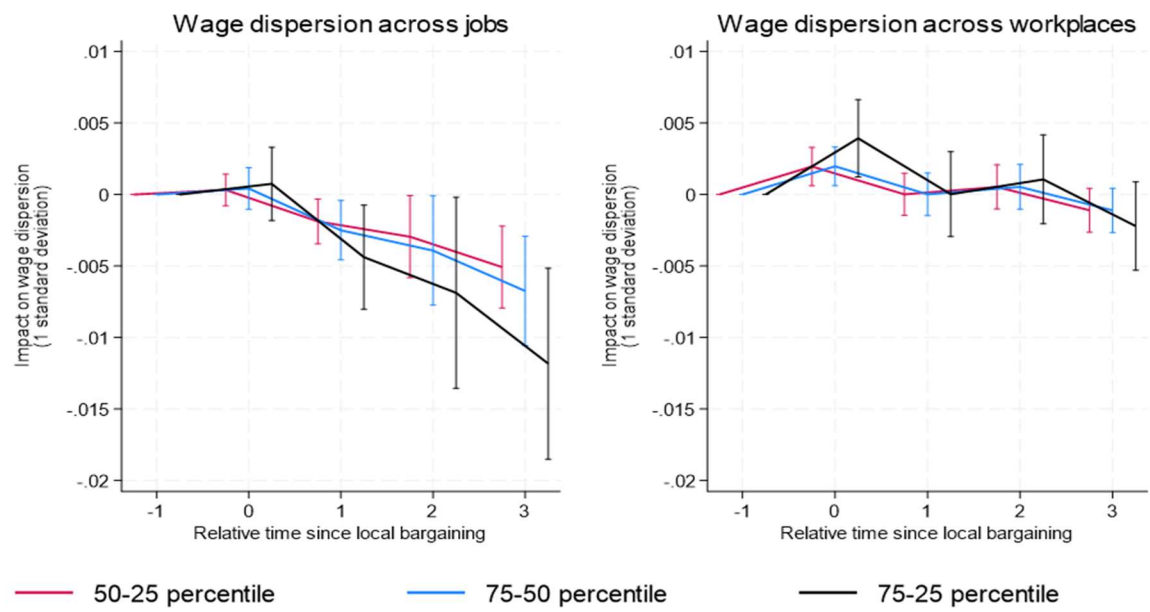 Wage dispersion across jobs
Wage dispersion across workplaces
.01
.005
0
-.005
-.01
-.015
-.02
Impact on wage dispersion
(1 standard deviation)
-1 0 1 2 3
Relative time since local bargaining
.01
.005
0
-.005
-.01
-.015
-.02
Impact on wage dispersion
(1 standard deviation)
-1 0 1 2 3
Relative time since local bargaining
50-25 percentile
75-50 percentile
75-25 percentile